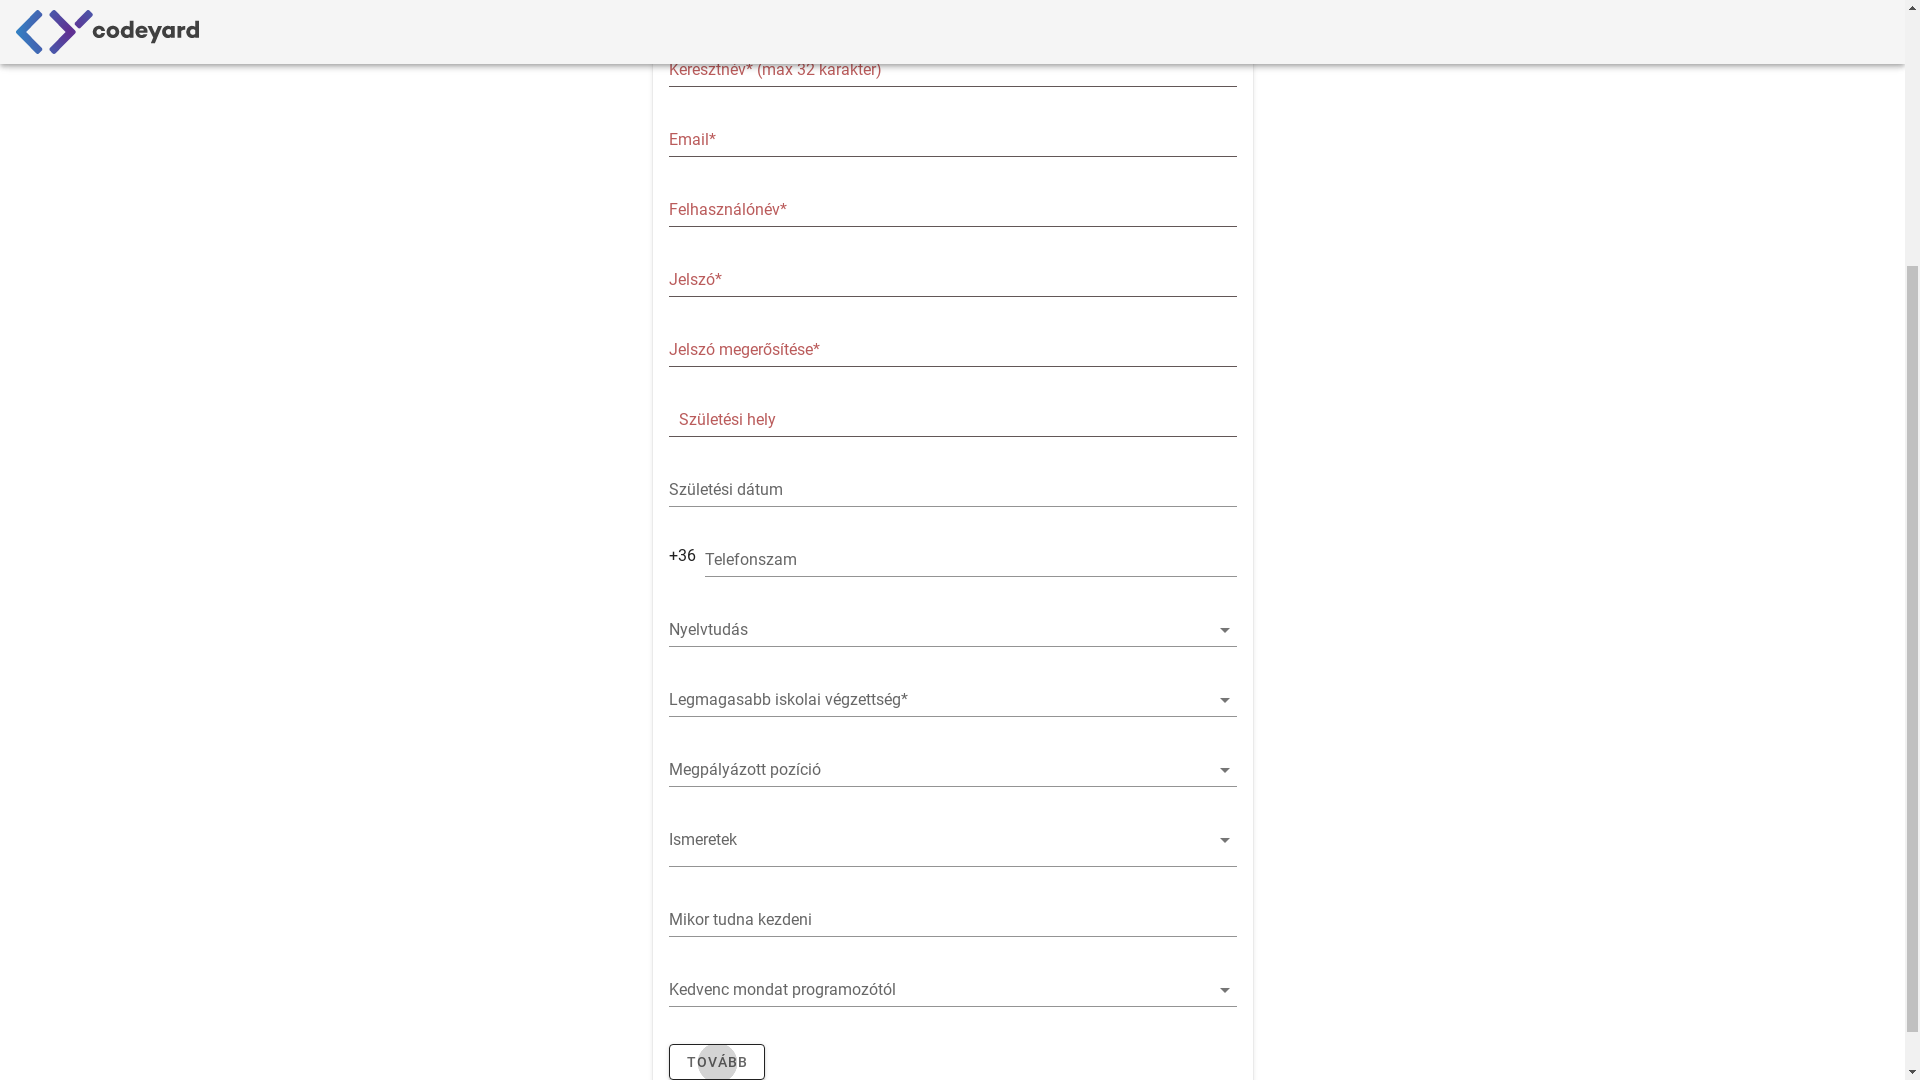 codeyard
Keresztnév* (max 32 karakter)
Email*
Felhasználónév*
Jelszó*
Jelszó megerősítése*
Születési hely
Születési dátum
+36 Telefonszam
Nyelvtudás
Legmagasabb iskolai végzettség*
Megpályázott pozíció
Ismeretek
Mikor tudna kezdeni
Kedvenc mondat programozótól
TOVÁBB